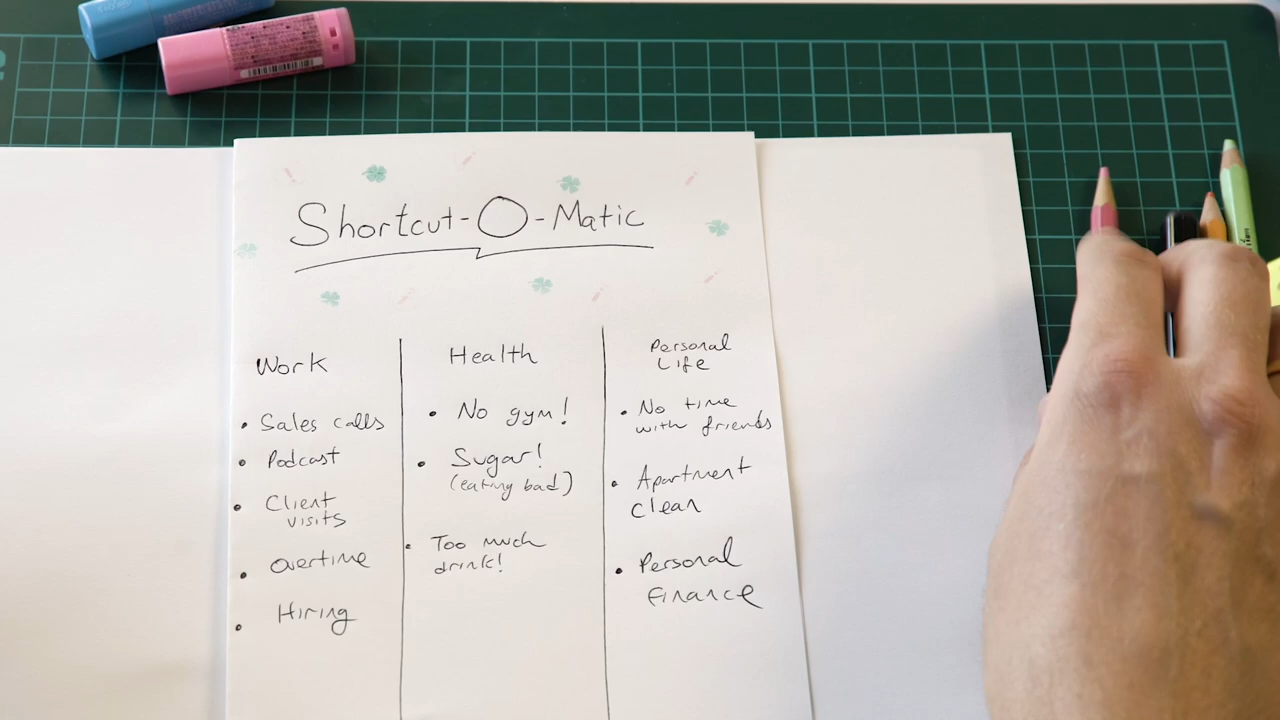 Shortcut-O-Matic
Work
• Sales calls
• Podcast
• Client
visits
• Overtime
• Hiring
Health
• No gym!
• Sugar!
(eating bad)
• Too much
drink!
Personal
Life
• No time
with friends
• Apartment
clean
• Personal
Finance